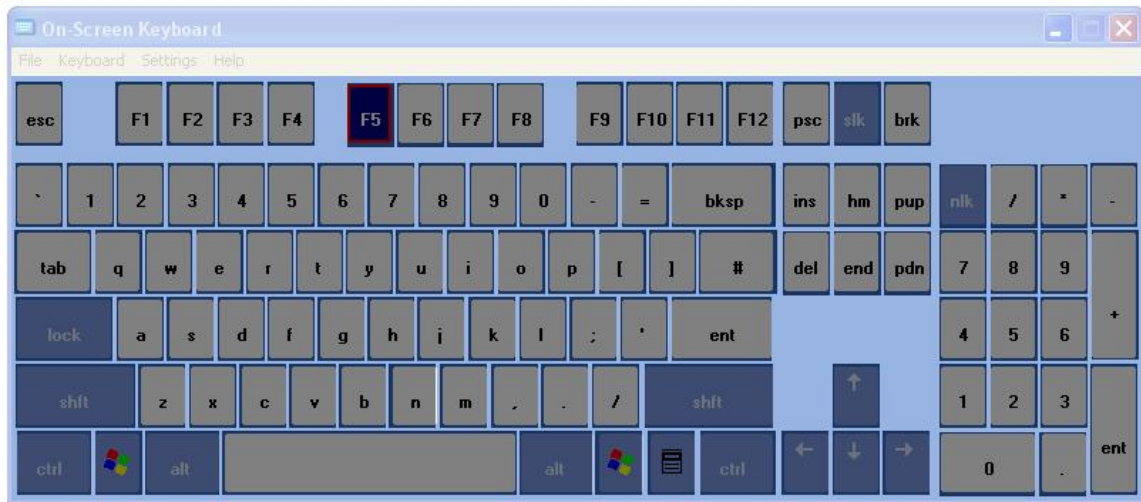 On-Screen Keyboard
File Keyboard Settings Help
esc F1 F2 F3 F4 F5 F6 F7 F8 F9 F10 F11 F12 psc slk brk
` 1 2 3 4 5 6 7 8 9 0 - = bksp ins hm pup nlk / * -
tab q w e r t y u i o p [ ] # del end pdn 7 8 9
lock a s d f g h j k l ; ' ent 4 5 6 +
shft z x c v b n m , . / shft ↑ 1 2 3
ctrl alt alt ctrl ← ↓ → 0 . ent